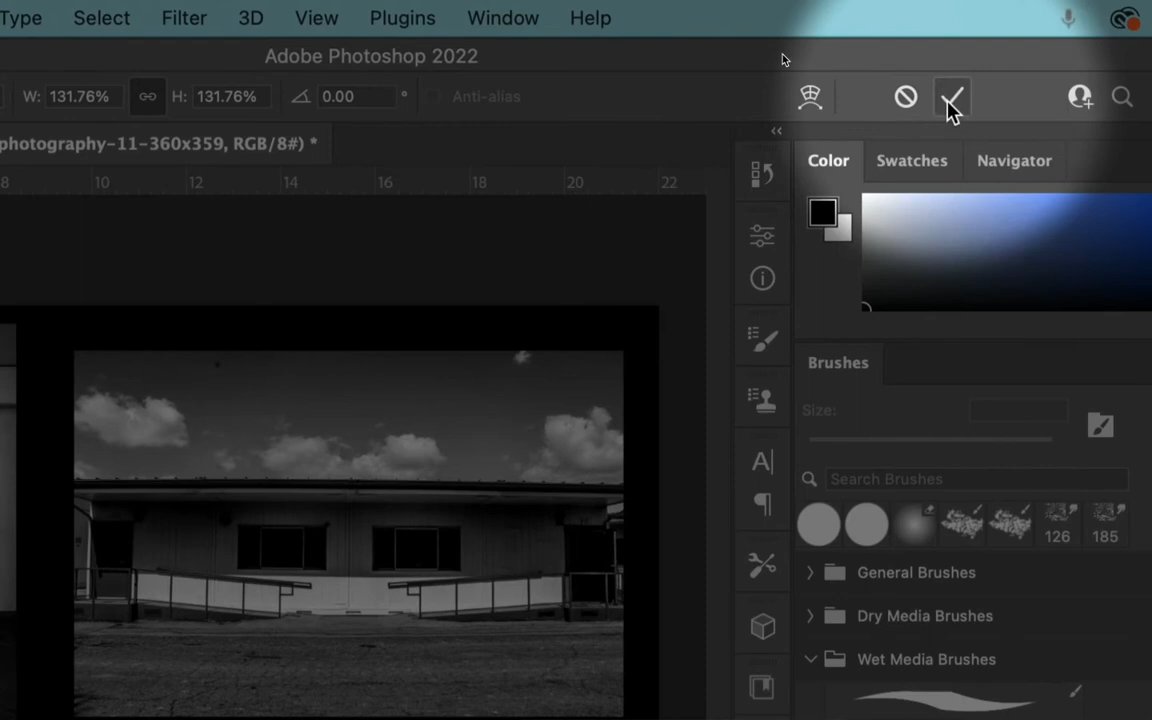 Type Select Filter 3D View Plugins Window Help
Adobe Photoshop 2022
W: 131.76% H: 131.76% 0.00 ° Anti-alias
photography-11-360x359, RGB/8#) *
8 10 12 14 16 18 20 22
Color Swatches Navigator
Brushes
Size:
Search Brushes
126 185
General Brushes
Dry Media Brushes
Wet Media Brushes